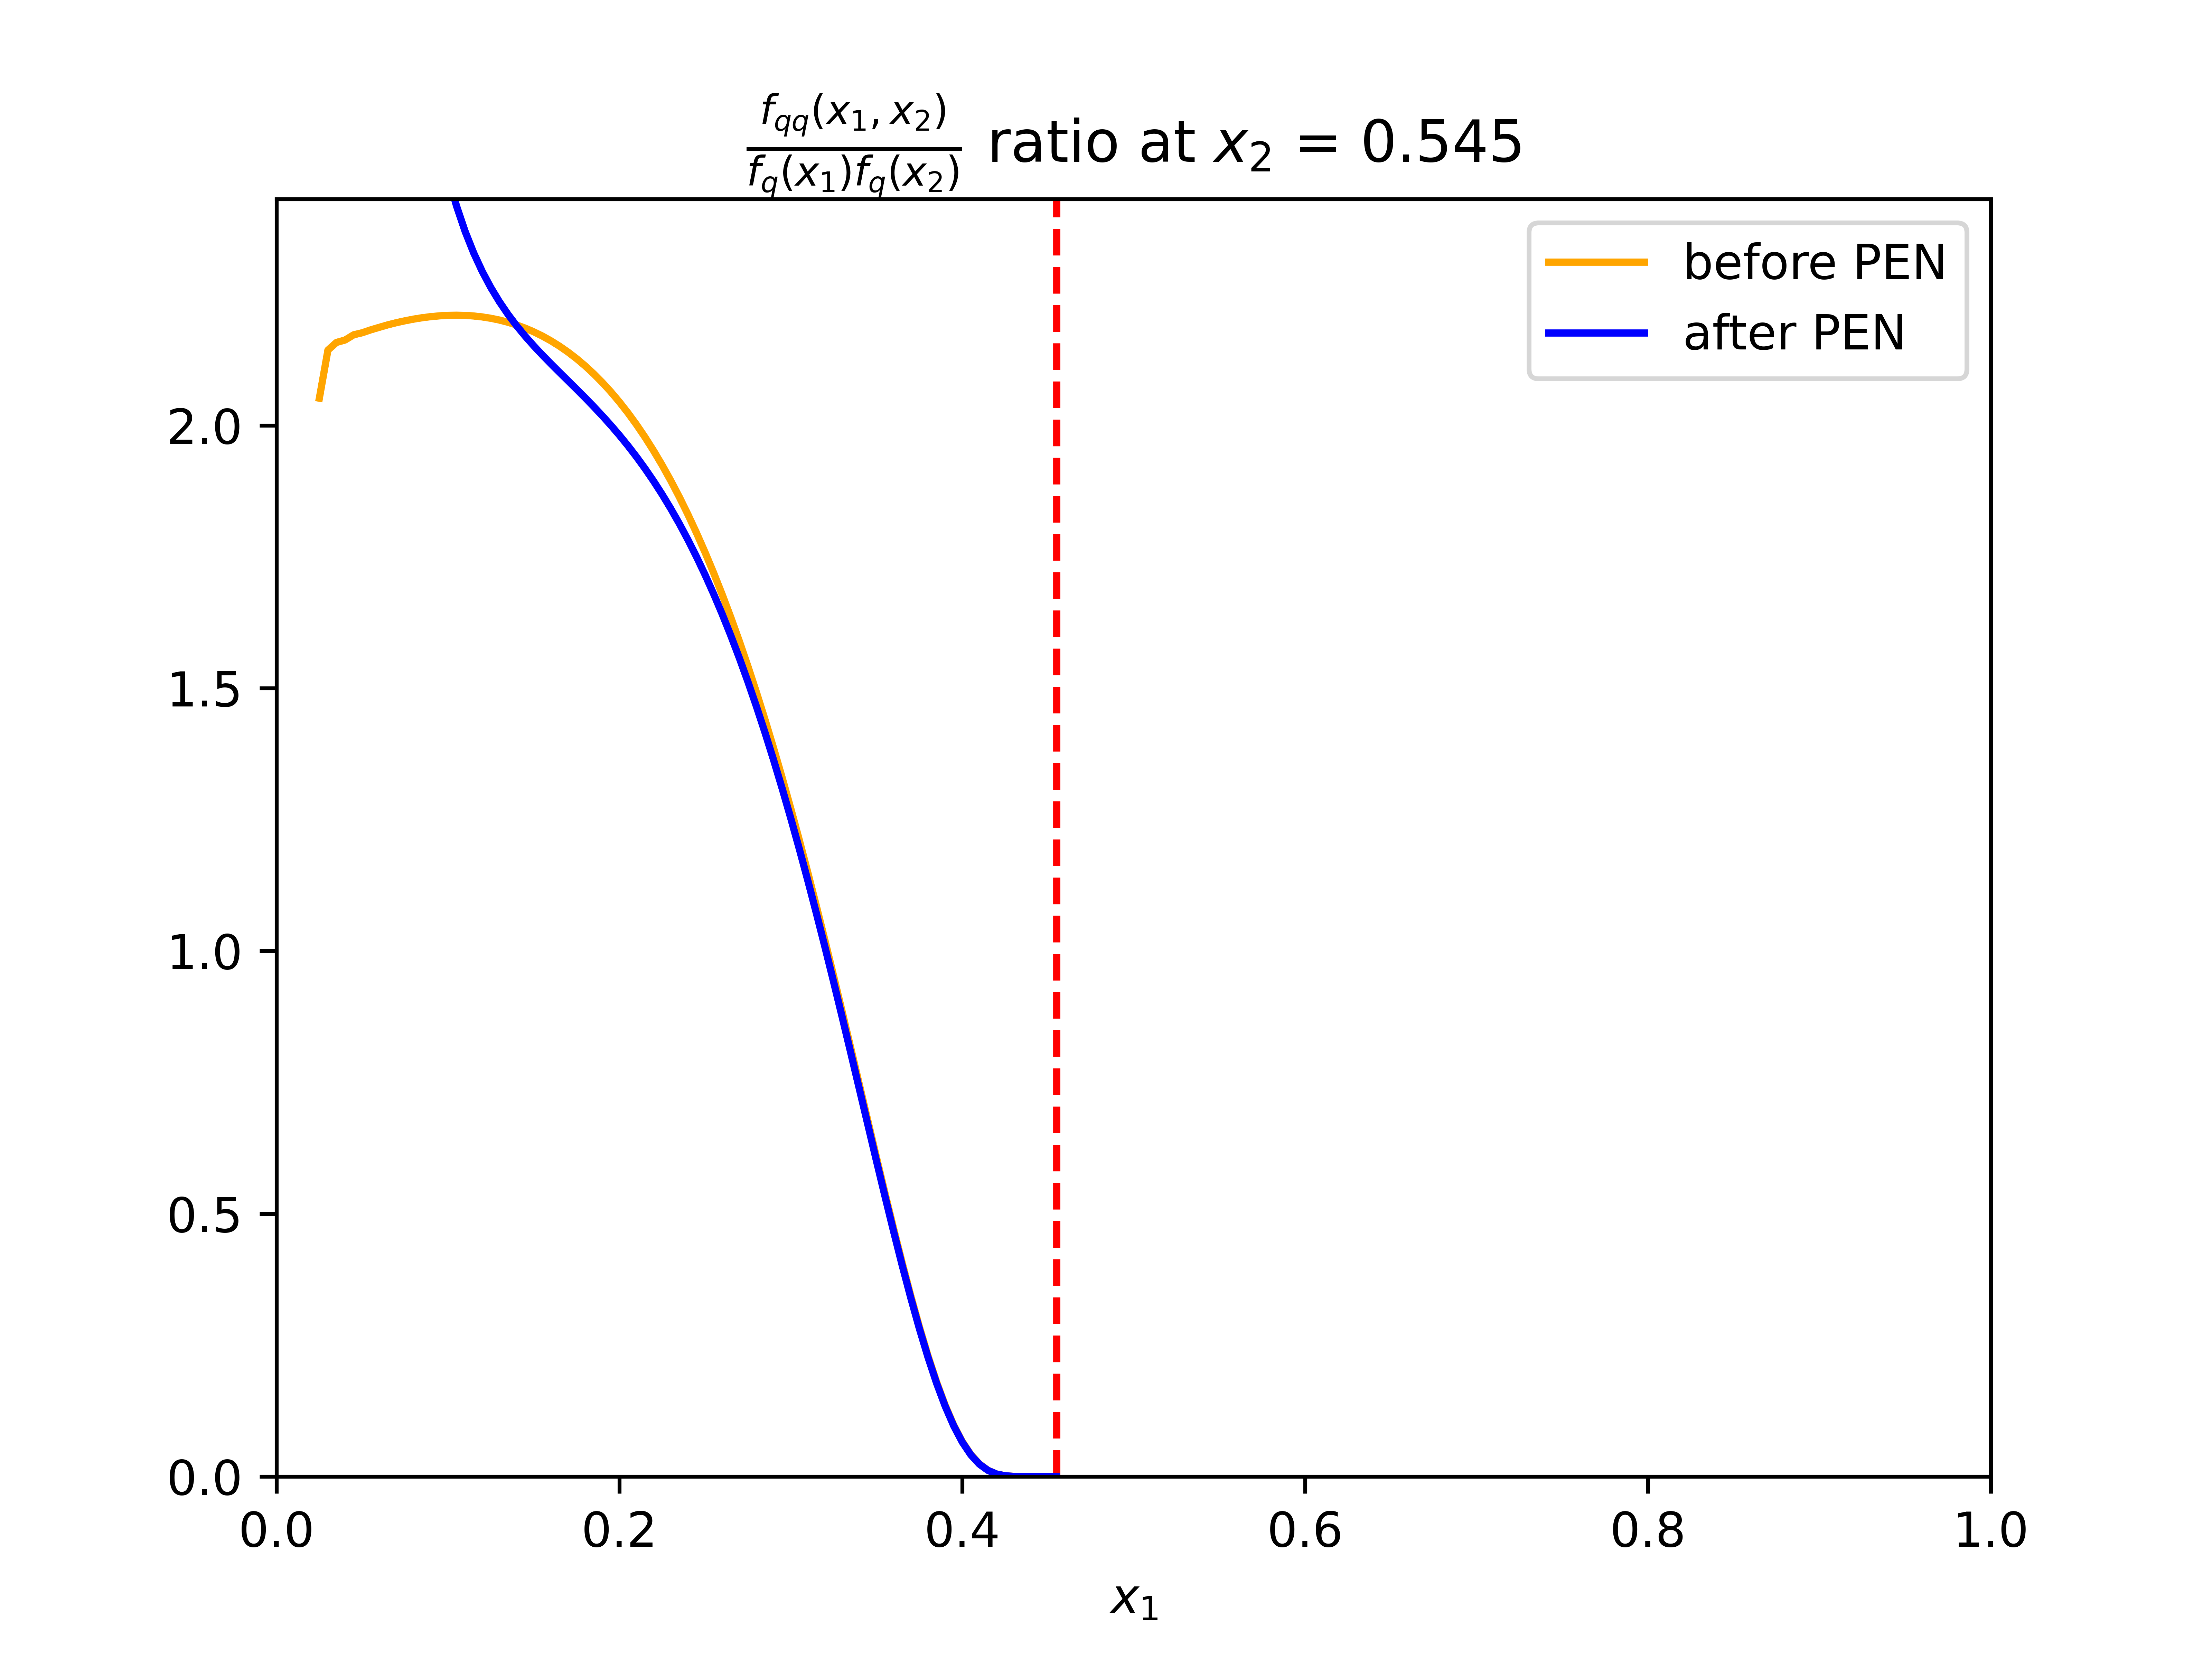 f_qq(x_1, x_2)
f_q(x_1)f_q(x_2) ratio at x_2 = 0.545
before PEN
after PEN
2.0
1.5
1.0
0.5
0.0
0.0 0.2 0.4 0.6 0.8 1.0
x_1